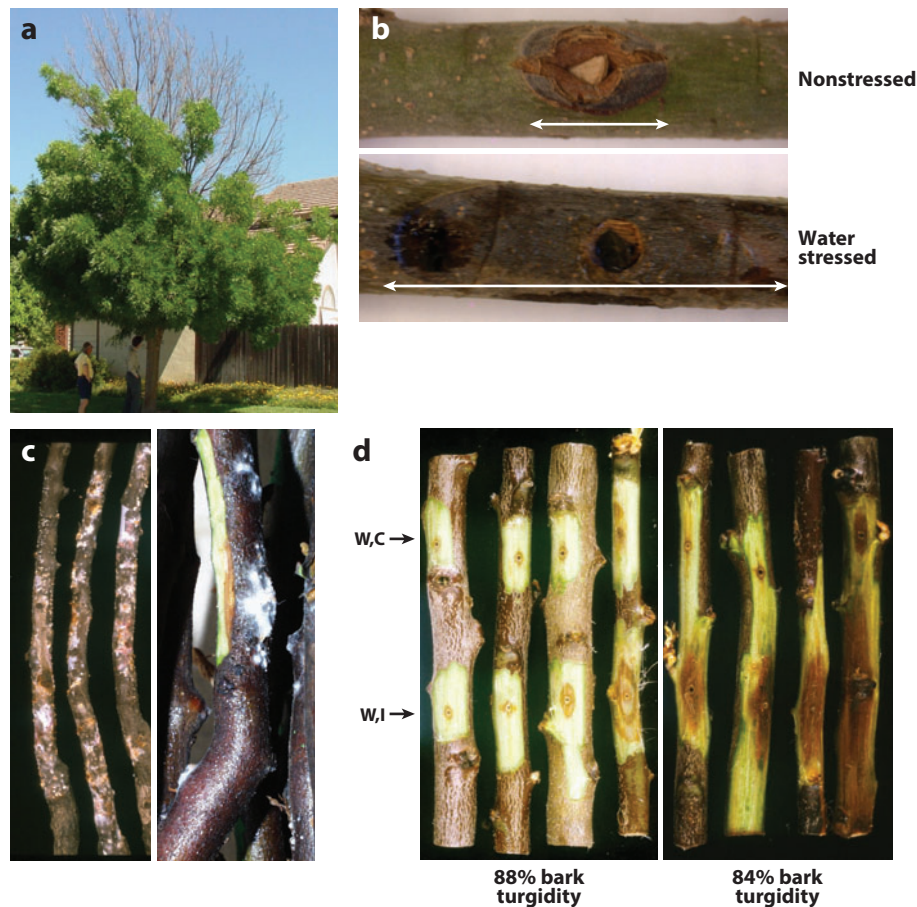 a
b
Nonstressed
Water
stressed
c
d
W,C
W,I
88% bark
turgidity
84% bark
turgidity